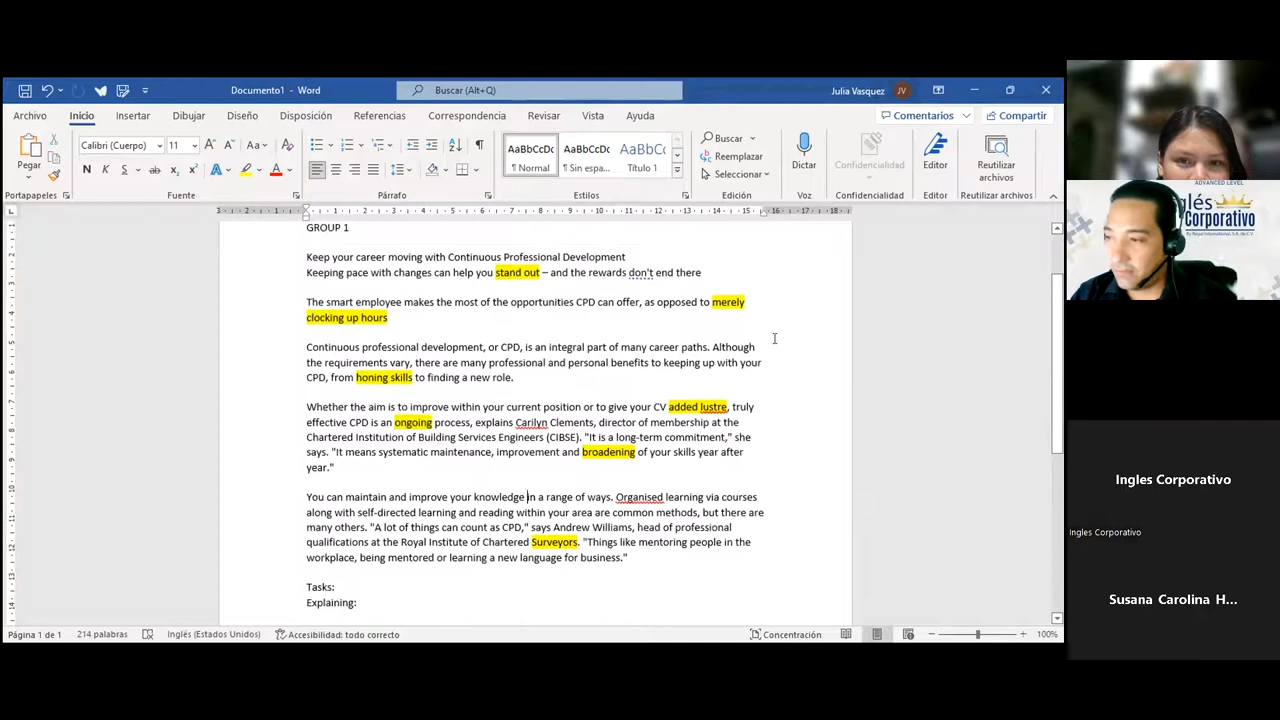 Documento1 - Word
Buscar (Alt+Q)
Julia Vasquez
JV
Archivo
Inicio
Insertar
Dibujar
Diseño
Disposición
Referencias
Correspondencia
Revisar
Vista
Ayuda
Comentarios
Compartir
Pegar
Calibri (Cuerpo)
11
Buscar
Reemplazar
Seleccionar
AaBbCcDc
AaBbCcDc
AaBbCc
¶ Normal
¶ Sin espa...
Título 1
Dictar
Confidencialidad
Editor
Reutilizar archivos
Portapapeles
Fuente
Párrafo
Estilos
Edición
Voz
Confidencialidad
Editor
Reutilizar archivos
GROUP 1
Keep your career moving with Continuous Professional Development
Keeping pace with changes can help you stand out – and the rewards don't end there
The smart employee makes the most of the opportunities CPD can offer, as opposed to merely
clocking up hours
Continuous professional development, or CPD, is an integral part of many career paths. Although
the requirements vary, there are many professional and personal benefits to keeping up with your
CPD, from honing skills to finding a new role.
Whether the aim is to improve within your current position or to give your CV added lustre, truly
effective CPD is an ongoing process, explains Carilyn Clements, director of membership at the
Chartered Institution of Building Services Engineers (CIBSE). "It is a long-term commitment," she
says. "It means systematic maintenance, improvement and broadening of your skills year after
year."
You can maintain and improve your knowledge in a range of ways. Organised learning via courses
along with self-directed learning and reading within your area are common methods, but there are
many others. "A lot of things can count as CPD," says Andrew Williams, head of professional
qualifications at the Royal Institute of Chartered Surveyors. "Things like mentoring people in the
workplace, being mentored or learning a new language for business."
Tasks:
Explaining:
Página 1 de 1
214 palabras
Inglés (Estados Unidos)
Accesibilidad: todo correcto
Concentración
100%
ADVANCED LEVEL
glés
Corporativo
By Royal International, S.A. de C.V
Ingles Corporativo
Ingles Corporativo
Susana Carolina H...